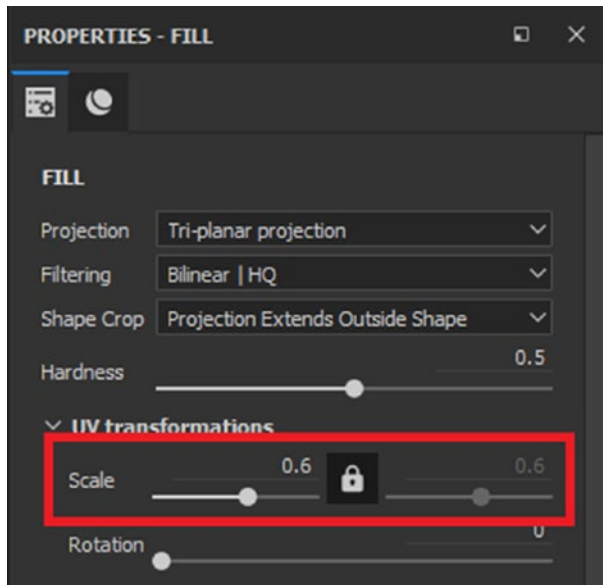 PROPERTIES - FILL
FILL
Projection Tri-planar projection
Filtering Bilinear | HQ
Shape Crop Projection Extends Outside Shape
Hardness 0.5
UV transformations
Scale 0.6 0.6
Rotation 0